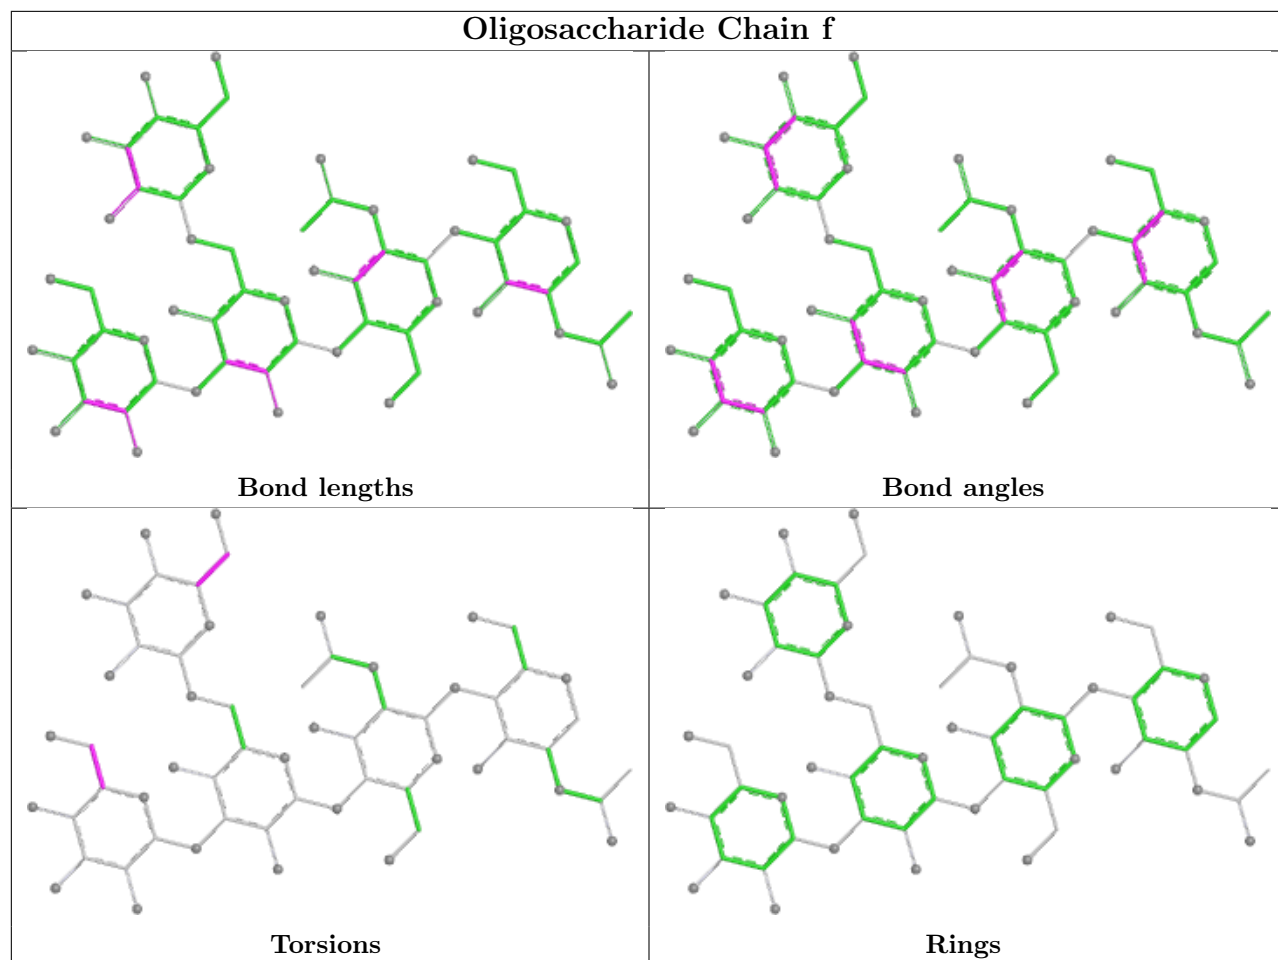 Oligosaccharide Chain f
Bond lengths
Bond angles
Torsions
Rings